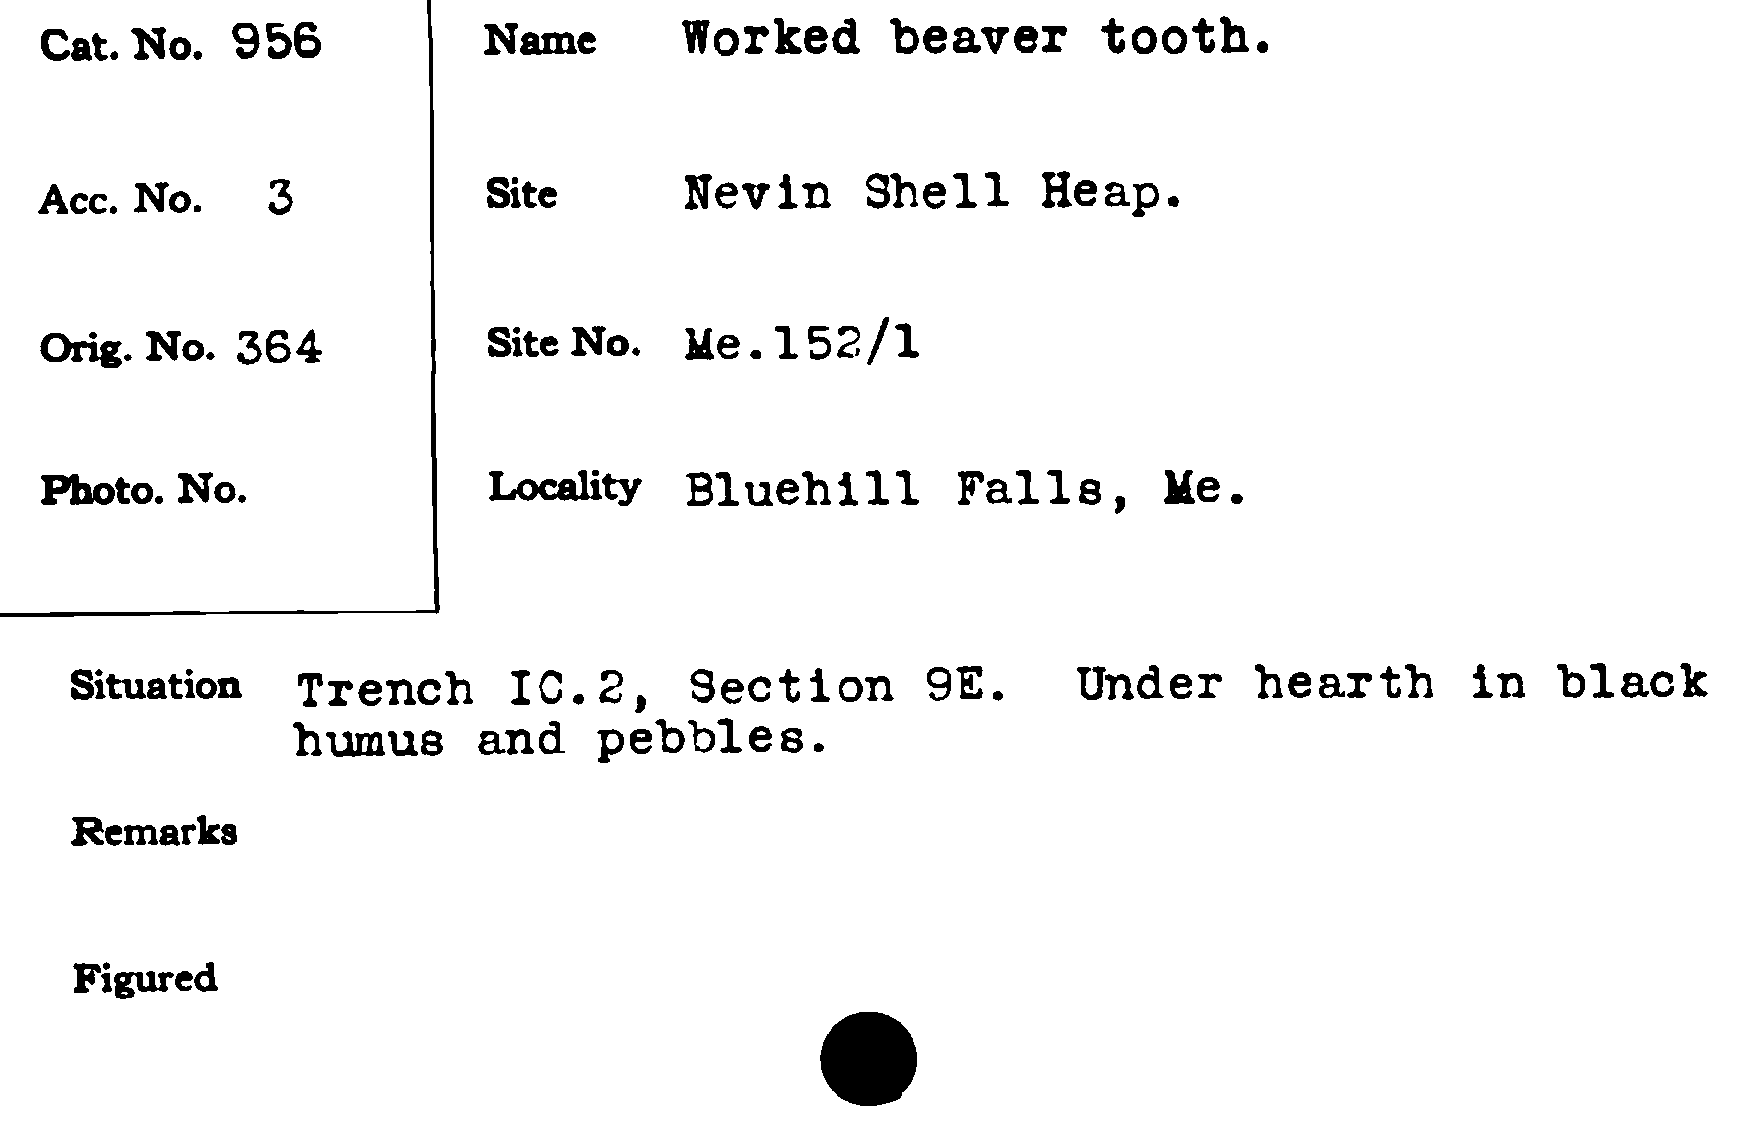 Cat. No. 956
Name Worked beaver tooth.
Acc. No. 3
Site Nevin Shell Heap.
Orig. No. 364
Site No. Me.152/1
Photo. No.
Locality Bluehill Falls, Me.
Situation Trench IC.2, Section 9E. Under hearth in black
humus and pebbles.
Remarks
Figured